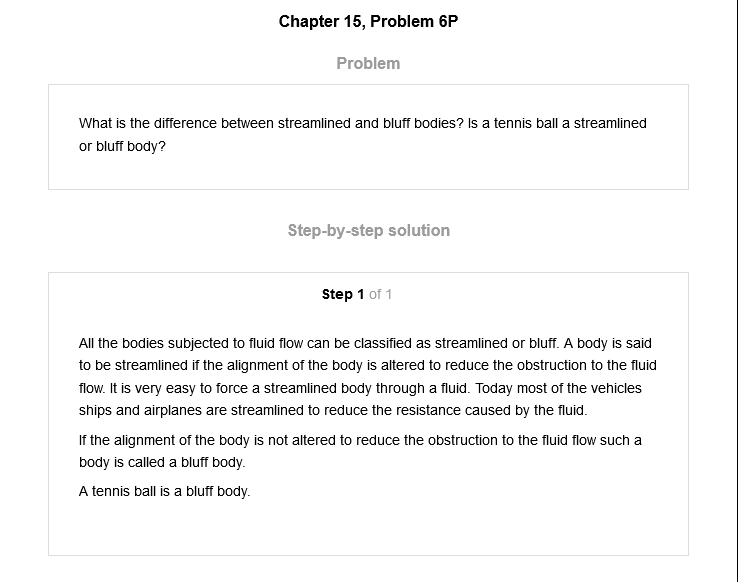 Chapter 15, Problem 6P
Problem
What is the difference between streamlined and bluff bodies? Is a tennis ball a streamlined
or bluff body?
Step-by-step solution
Step 1 of 1
All the bodies subjected to fluid flow can be classified as streamlined or bluff. A body is said
to be streamlined if the alignment of the body is altered to reduce the obstruction to the fluid
flow. It is very easy to force a streamlined body through a fluid. Today most of the vehicles
ships and airplanes are streamlined to reduce the resistance caused by the fluid.
If the alignment of the body is not altered to reduce the obstruction to the fluid flow such a
body is called a bluff body.
A tennis ball is a bluff body.